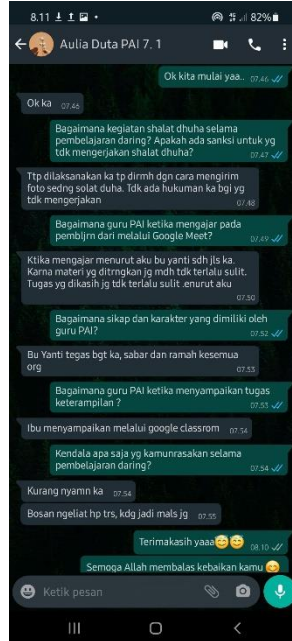 8.11
82%
Aulia Duta PAI 7. 1
Ok kita mulai yaa.. 07.46
Ok ka 07.46
Bagaimana kegiatan shalat dhuha selama
pembelajaran daring? Apakah ada sanksi untuk yg
tdk mengerjakan shalat dhuha?
07.47
Ttp dilaksanakan ka tp dirmh dgn cara mengirim
foto sedng solat duha. Tdk ada hukuman ka bgi yg
tdk mengerjakan
07.48
Bagaimana guru PAI ketika mengajar pada
pembljrn dari melalui Google Meet?
07.49
Ktika mengajar menurut aku bu yanti sdh jls ka.
Karna materi yg ditrngkan jg mdh tdk terlalu sulit.
Tugas yg dikasih jg tdk terlalu sulit .enurut aku
07.50
Bagaimana sikap dan karakter yang dimiliki oleh
guru PAI?
07.52
Bu Yanti tegas bgt ka, sabar dan ramah kesemua
org
07.53
Bagaimana guru PAI ketika menyampaikan tugas
keterampilan ?
07.53
Ibu menyampaikan melalui google classrom 07.54
Kendala apa saja yg kamunrasakan selama
pembelajaran daring?
07.54
Kurang nyamn ka 07.54
Bosan ngeliat hp trs, kdg jadi mals jg 07.55
Terimakasih yaaa😇😇 08.10
Semoga Allah membalas kebaikan kamu 😇
Ketik pesan